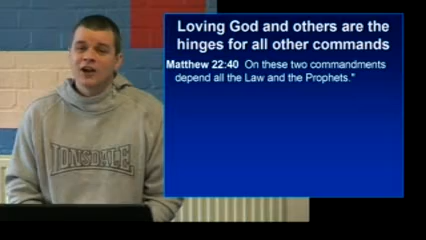 Loving God and others are the
hinges for all other commands
Matthew 22:40 On these two commandments
depend all the Law and the Prophets."
LONSDALE